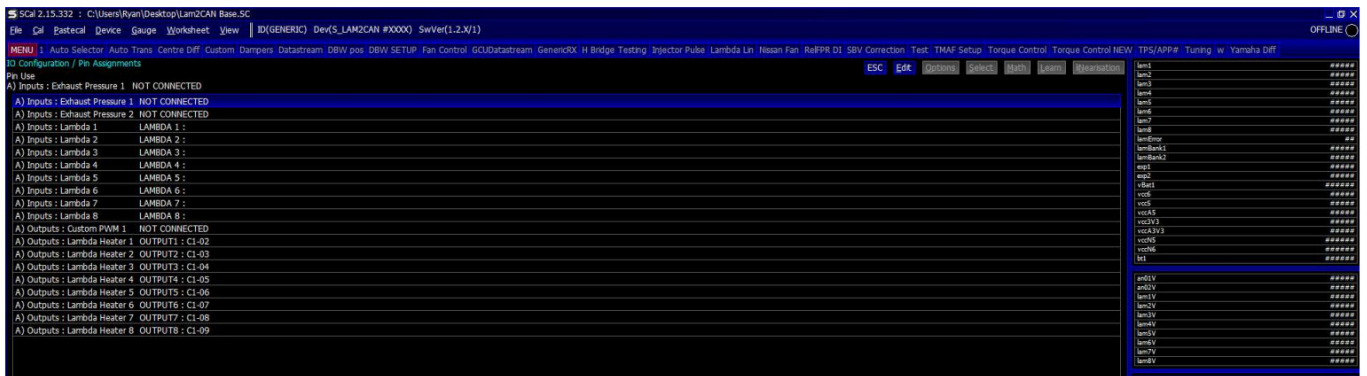 SCal 2.15.332 : C:\Users\Ryan\Desktop\Lam2CAN Base.SC
File Cal Pastecal Device Gauge Worksheet View ID(GENERIC) Dev(S_LAM2CAN #XXXX) SwVer(1.2.X/1) OFFLINE
MENU 1 Auto Selector Auto Trans Centre Diff Custom Dampers Datastream DBW pos DBW SETUP Fan Control GCUDatastream GenericRX H Bridge Testing Injector Pulse Lambda Lin Nissan Fan RelFPR DI SBV Correction Test TMAF Setup Torque Control Torque Control NEW TPS/APP# Tuning w Yamaha Diff
IO Configuration / Pin Assignments
ESC Edit Options Select Math Learn linearisation
Pin Use
A) Inputs : Exhaust Pressure 1 NOT CONNECTED
A) Inputs : Exhaust Pressure 1 NOT CONNECTED
A) Inputs : Exhaust Pressure 2 NOT CONNECTED
A) Inputs : Lambda 1 LAMBDA 1 :
A) Inputs : Lambda 2 LAMBDA 2 :
A) Inputs : Lambda 3 LAMBDA 3 :
A) Inputs : Lambda 4 LAMBDA 4 :
A) Inputs : Lambda 5 LAMBDA 5 :
A) Inputs : Lambda 6 LAMBDA 6 :
A) Inputs : Lambda 7 LAMBDA 7 :
A) Inputs : Lambda 8 LAMBDA 8 :
A) Outputs : Custom PWM 1 NOT CONNECTED
A) Outputs : Lambda Heater 1 OUTPUT1 : C1-02
A) Outputs : Lambda Heater 2 OUTPUT2 : C1-03
A) Outputs : Lambda Heater 3 OUTPUT3 : C1-04
A) Outputs : Lambda Heater 4 OUTPUT4 : C1-05
A) Outputs : Lambda Heater 5 OUTPUT5 : C1-06
A) Outputs : Lambda Heater 6 OUTPUT6 : C1-07
A) Outputs : Lambda Heater 7 OUTPUT7 : C1-08
A) Outputs : Lambda Heater 8 OUTPUT8 : C1-09
lam1 #####
lam2 #####
lam3 #####
lam4 #####
lam5 #####
lam6 #####
lam7 #####
lam8 #####
lamError ##
lamBank1 #####
lamBank2 #####
exp1 #####
exp2 #####
vBat1 ######
vcc6 #####
vcc5 #####
vccA5 #####
vcc3V3 #####
vccA3V3 #####
vccN5 ######
vccN6 ######
bt1 ######
an01V #####
an02V #####
lam1V #####
lam2V #####
lam3V #####
lam4V #####
lam5V #####
lam6V #####
lam7V #####
lam8V #####